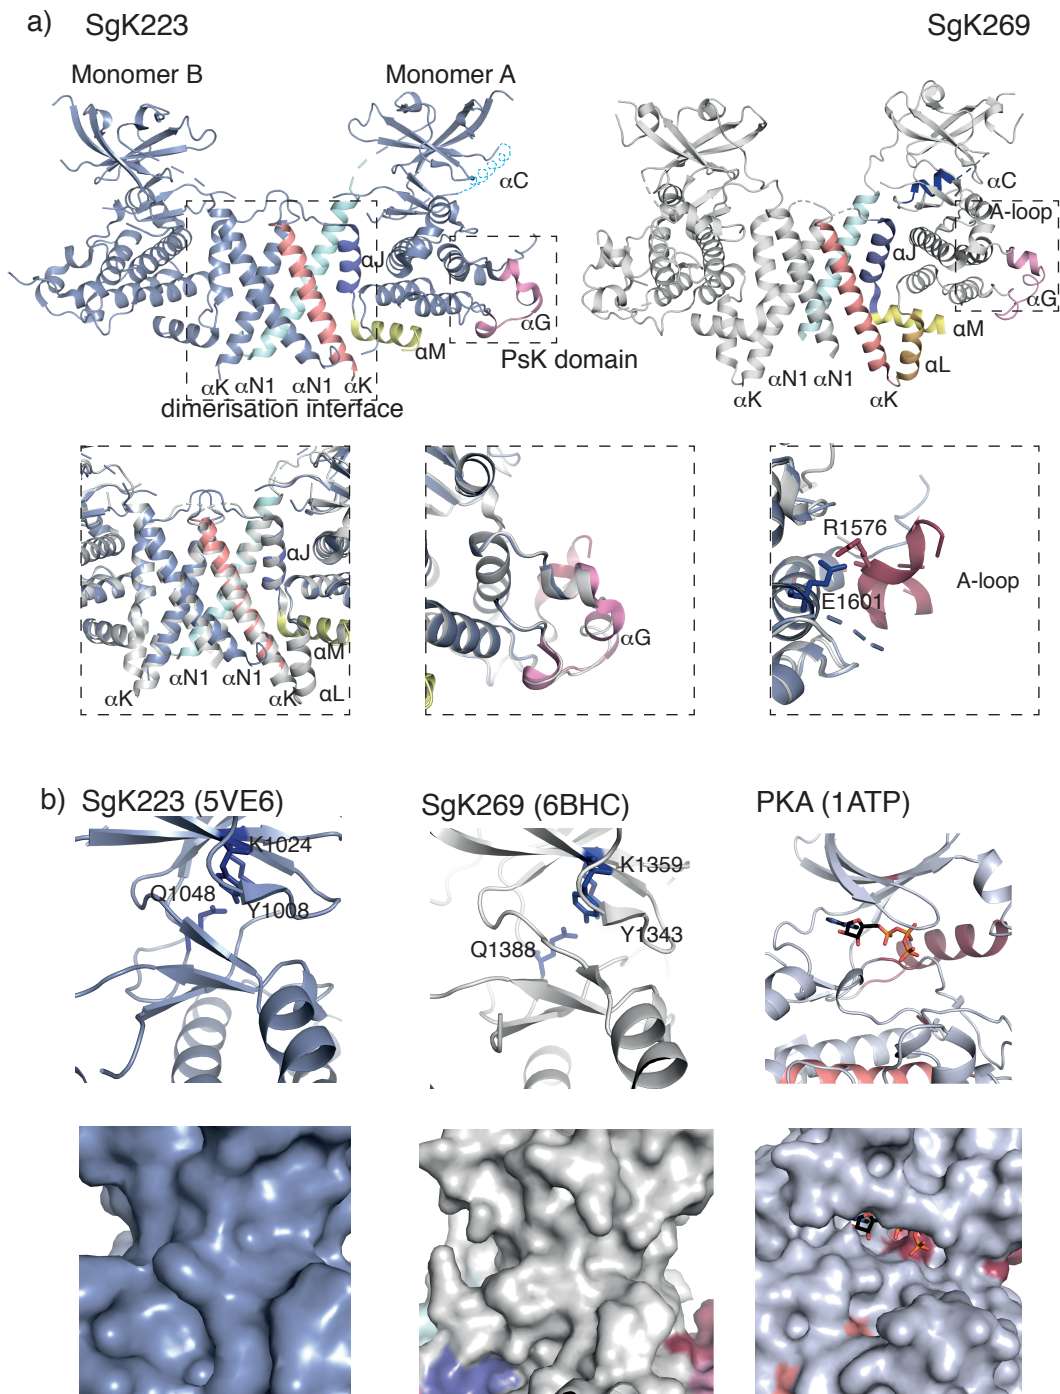 a)
SgK223
SgK269
Monomer B
Monomer A
αC
αJ
αG
αM
PsK domain
αK
αN1
αN1
αK
dimerisation interface
αC
A-loop
αJ
αG
αM
αL
αN1
αN1
αK
αK
αJ
αM
αN1
αN1
αK
αK
αL
αG
R1576
E1601
A-loop
b)
SgK223 (5VE6)
SgK269 (6BHC)
PKA (1ATP)
K1024
Q1048
Y1008
K1359
Y1343
Q1388